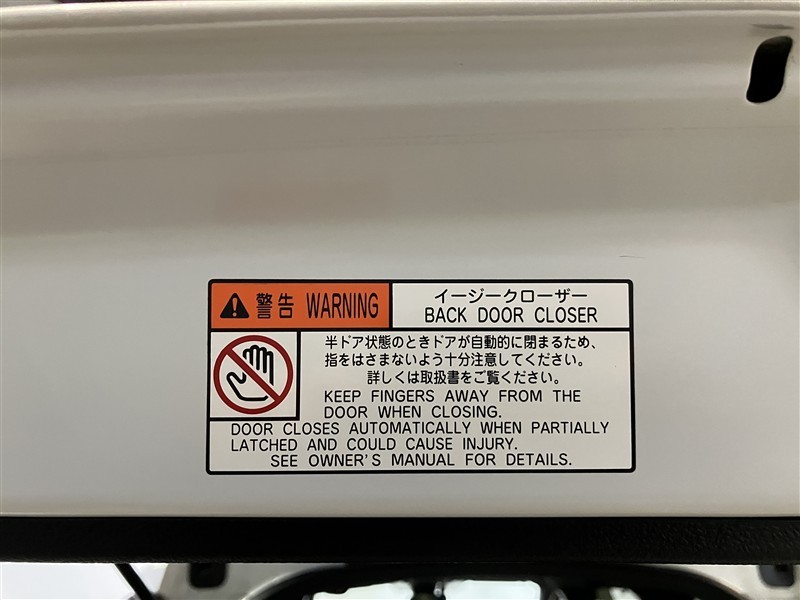 警告 WARNING
イージークローザー
BACK DOOR CLOSER
半ドア状態のときドアが自動的に閉まるため、
指をはさまないよう十分注意してください。
詳しくは取扱書をご覧ください。
KEEP FINGERS AWAY FROM THE
DOOR WHEN CLOSING.
DOOR CLOSES AUTOMATICALLY WHEN PARTIALLY
LATCHED AND COULD CAUSE INJURY.
SEE OWNER'S MANUAL FOR DETAILS.